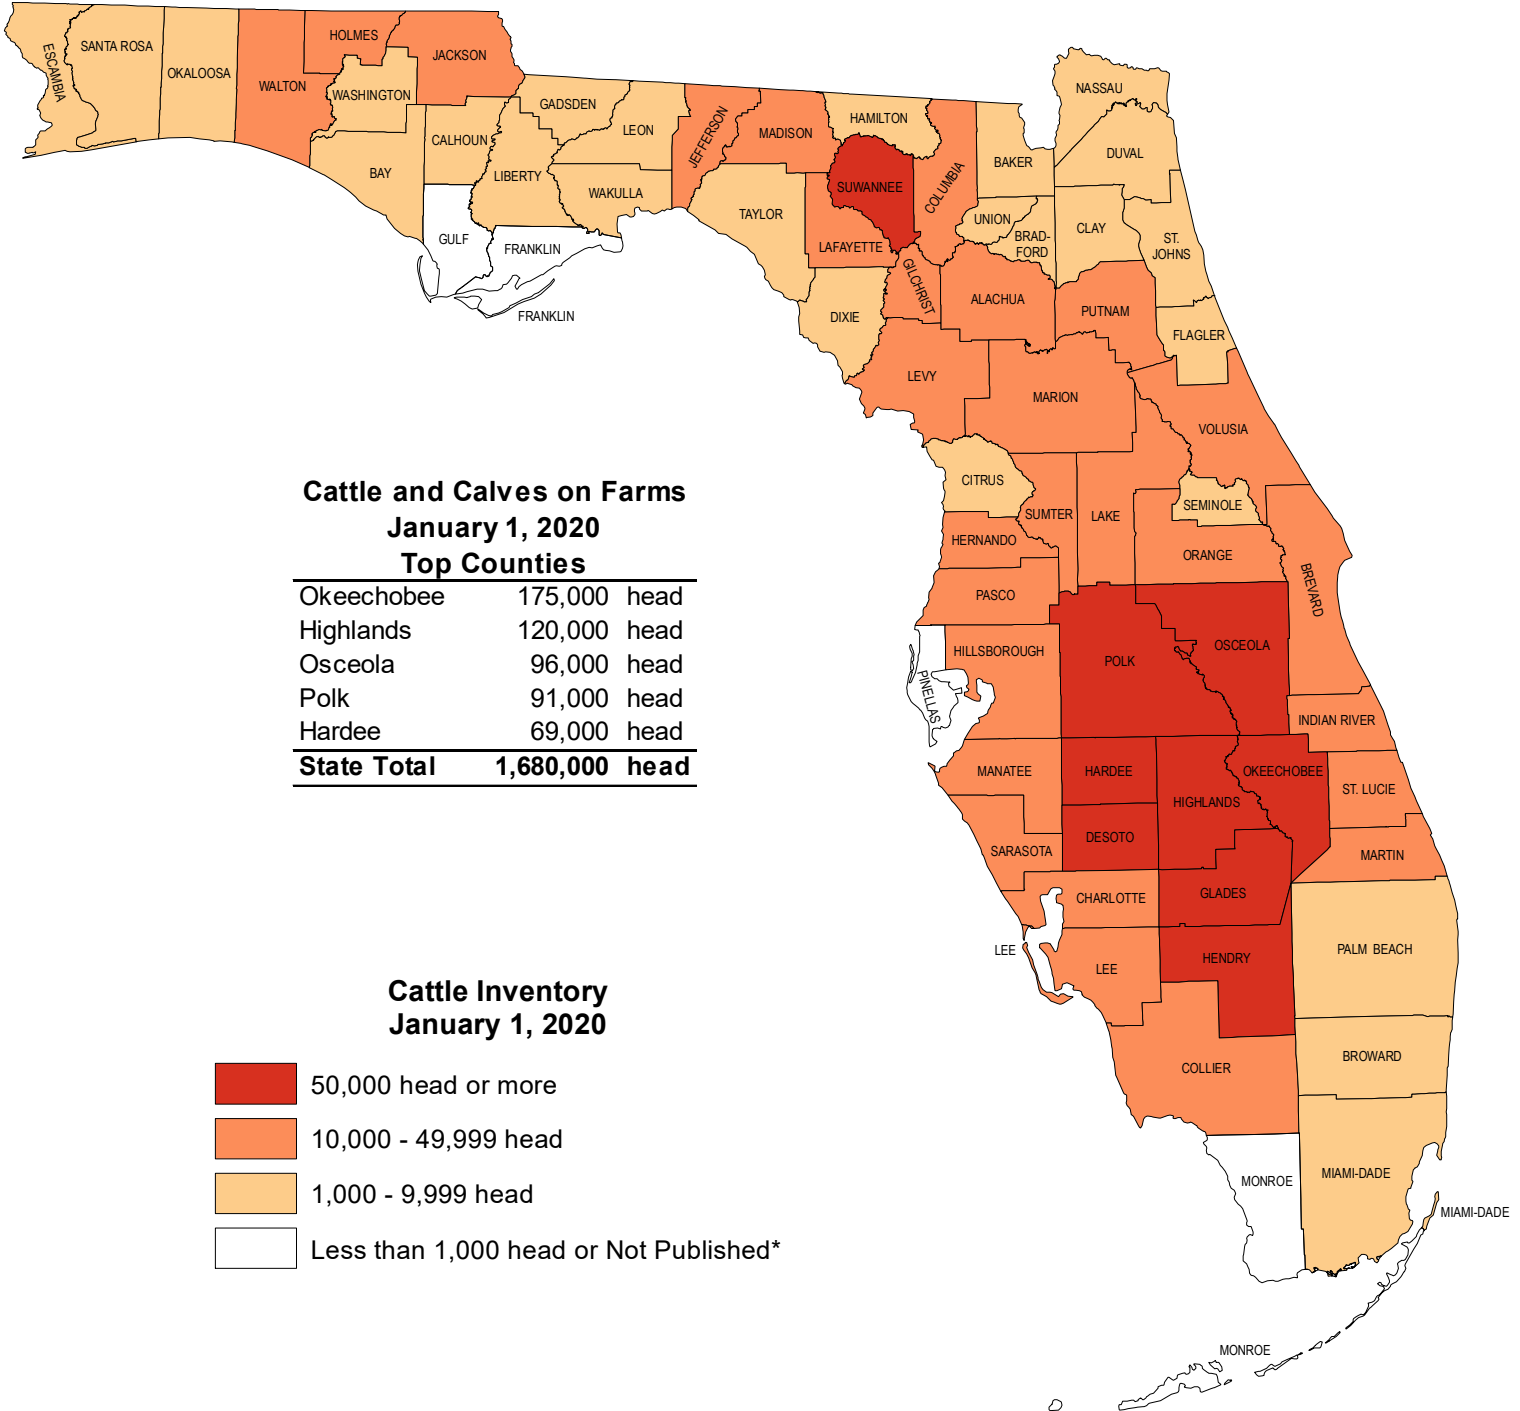 ESCAMBIA
SANTA ROSA
OKALOOSA
WALTON
HOLMES
JACKSON
WASHINGTON
BAY
CALHOUN
GULF
LIBERTY
GADSDEN
LEON
WAKULLA
FRANKLIN
FRANKLIN
JEFFERSON
MADISON
TAYLOR
HAMILTON
SUWANNEE
LAFAYETTE
DIXIE
COLUMBIA
GILCHRIST
BAKER
NASSAU
DUVAL
UNION
BRAD-
FORD
CLAY
ST.
JOHNS
ALACHUA
PUTNAM
FLAGLER
LEVY
MARION
VOLUSIA
CITRUS
SUMTER
LAKE
SEMINOLE
HERNANDO
ORANGE
PASCO
BREVARD
PINELLAS
HILLSBOROUGH
POLK
OSCEOLA
INDIAN RIVER
MANATEE
HARDEE
HIGHLANDS
OKEECHOBEE
ST. LUCIE
SARASOTA
DESOTO
MARTIN
CHARLOTTE
GLADES
LEE
LEE
HENDRY
PALM BEACH
COLLIER
BROWARD
MONROE
MIAMI-DADE
MIAMI-DADE
MONROE
Cattle and Calves on Farms
January 1, 2020
Top Counties
Okeechobee 175,000 head
Highlands 120,000 head
Osceola 96,000 head
Polk 91,000 head
Hardee 69,000 head
State Total 1,680,000 head
Cattle Inventory
January 1, 2020
50,000 head or more
10,000 - 49,999 head
1,000 - 9,999 head
Less than 1,000 head or Not Published*